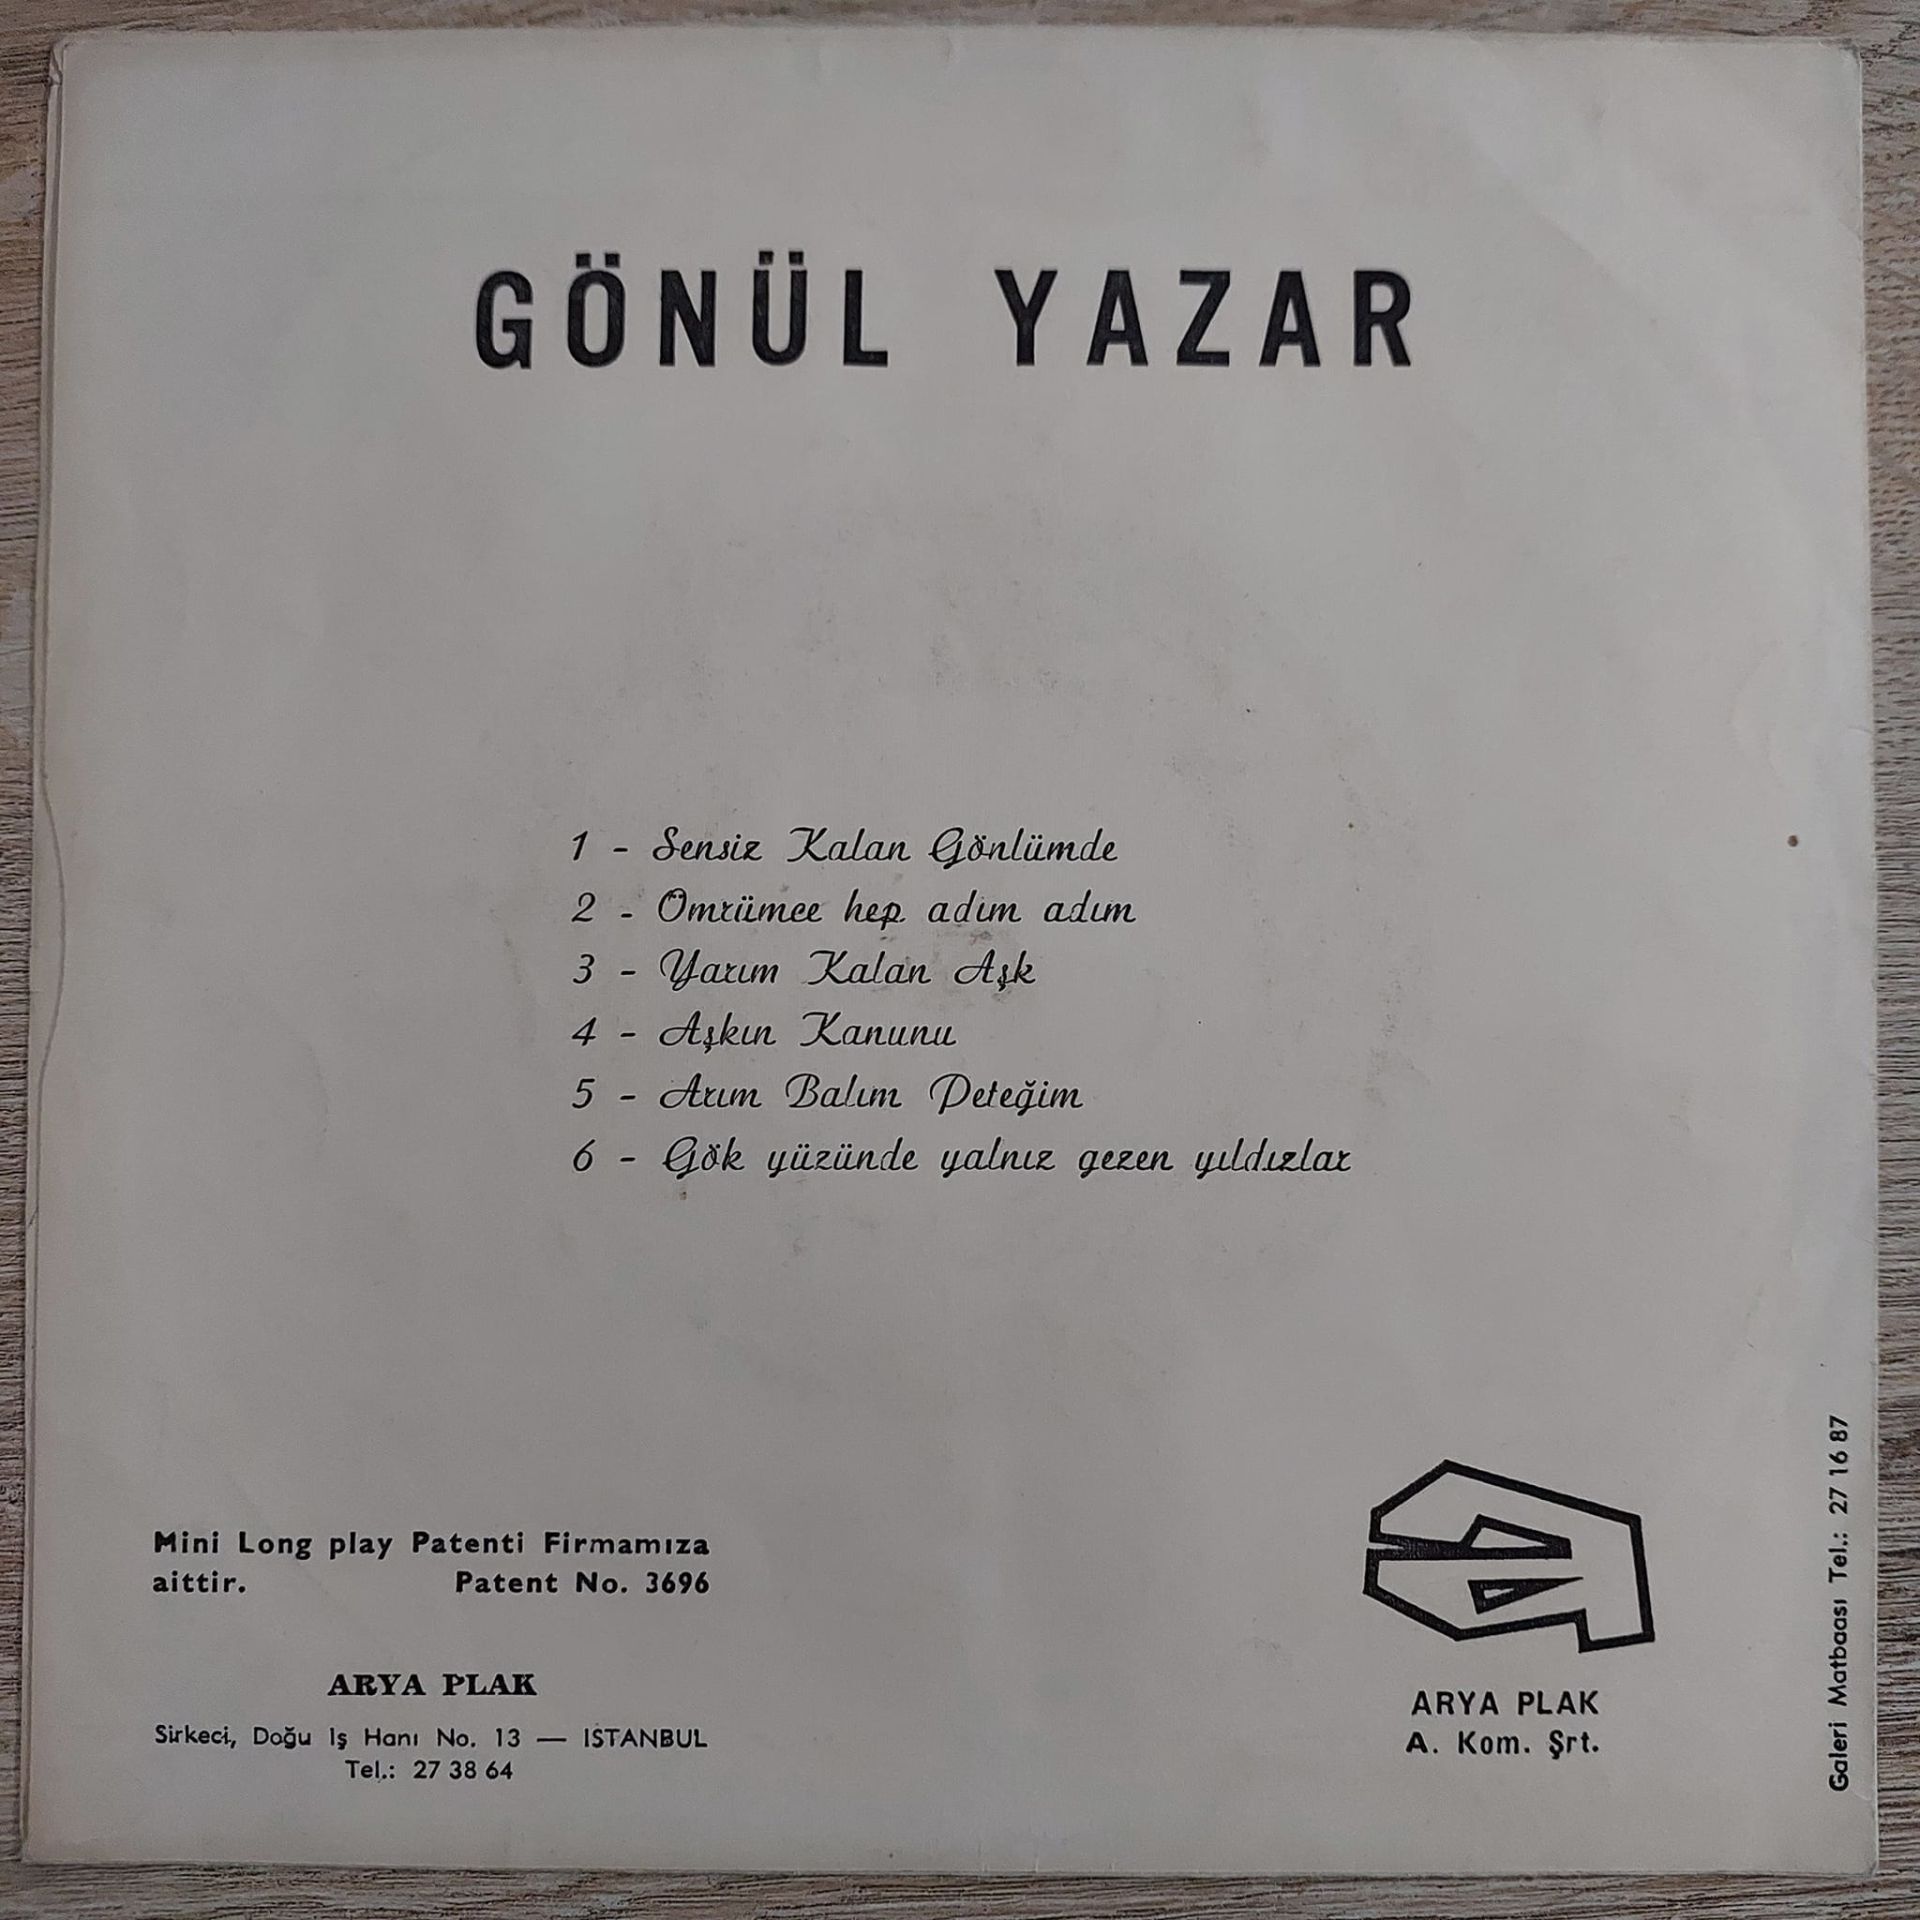 GÖNÜL YAZAR
1 - Sensiz Kalan Gönlümde
2 - Ömrümce hep adım adım
3 - Yarım Kalan Aşk
4 - Aşkın Kanunu
5 - Arım Balım Peteğim
6 - Gök yüzünde yalnız gezen yıldızlar
Mini Long play Patenti Firmamıza
aittir. Patent No. 3696
ARYA PLAK
Sirkeci, Doğu Iş Hanı No. 13 — ISTANBUL
Tel.: 27 38 64
ARYA PLAK
A. Kom. Şrt.
Galeri Matbaası Tel.: 27 16 87